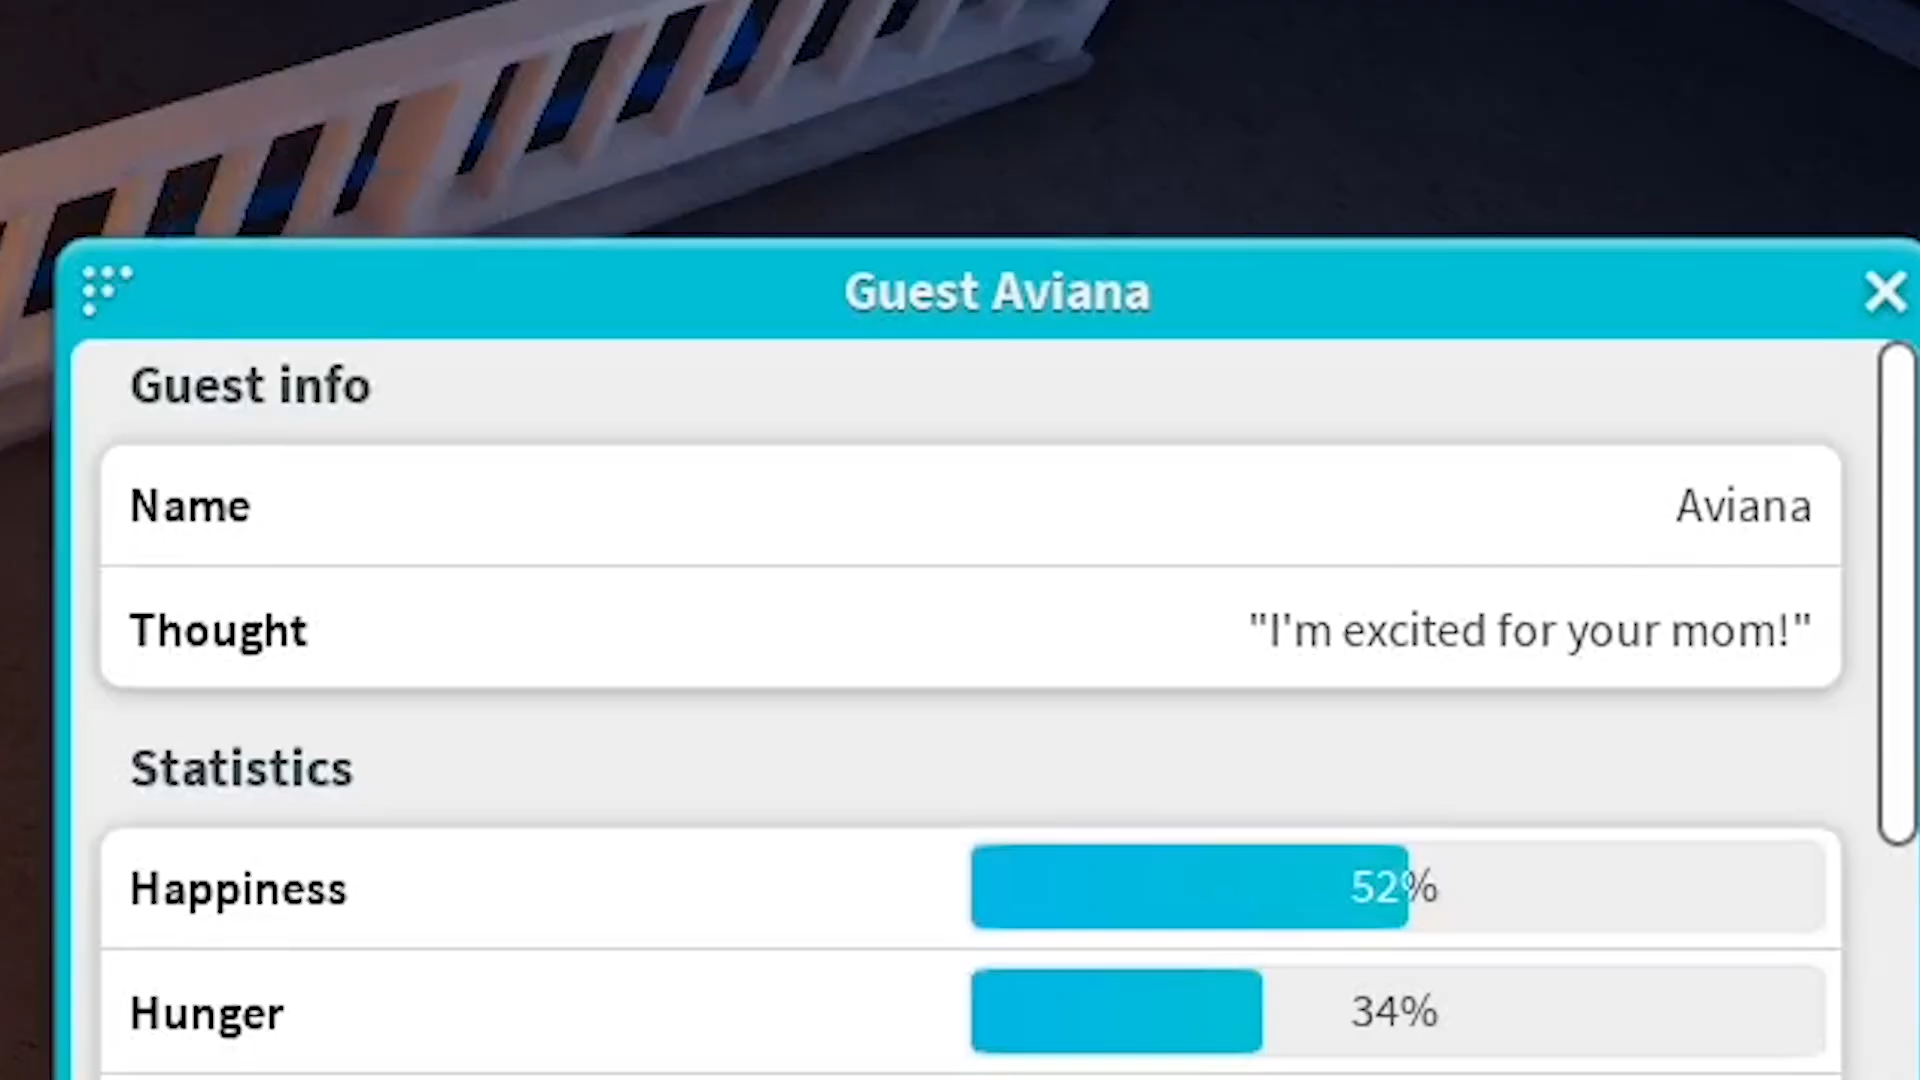 Guest Aviana
Guest info
Name Aviana
Thought "I'm excited for your mom!"
Statistics
Happiness 52%
Hunger 34%